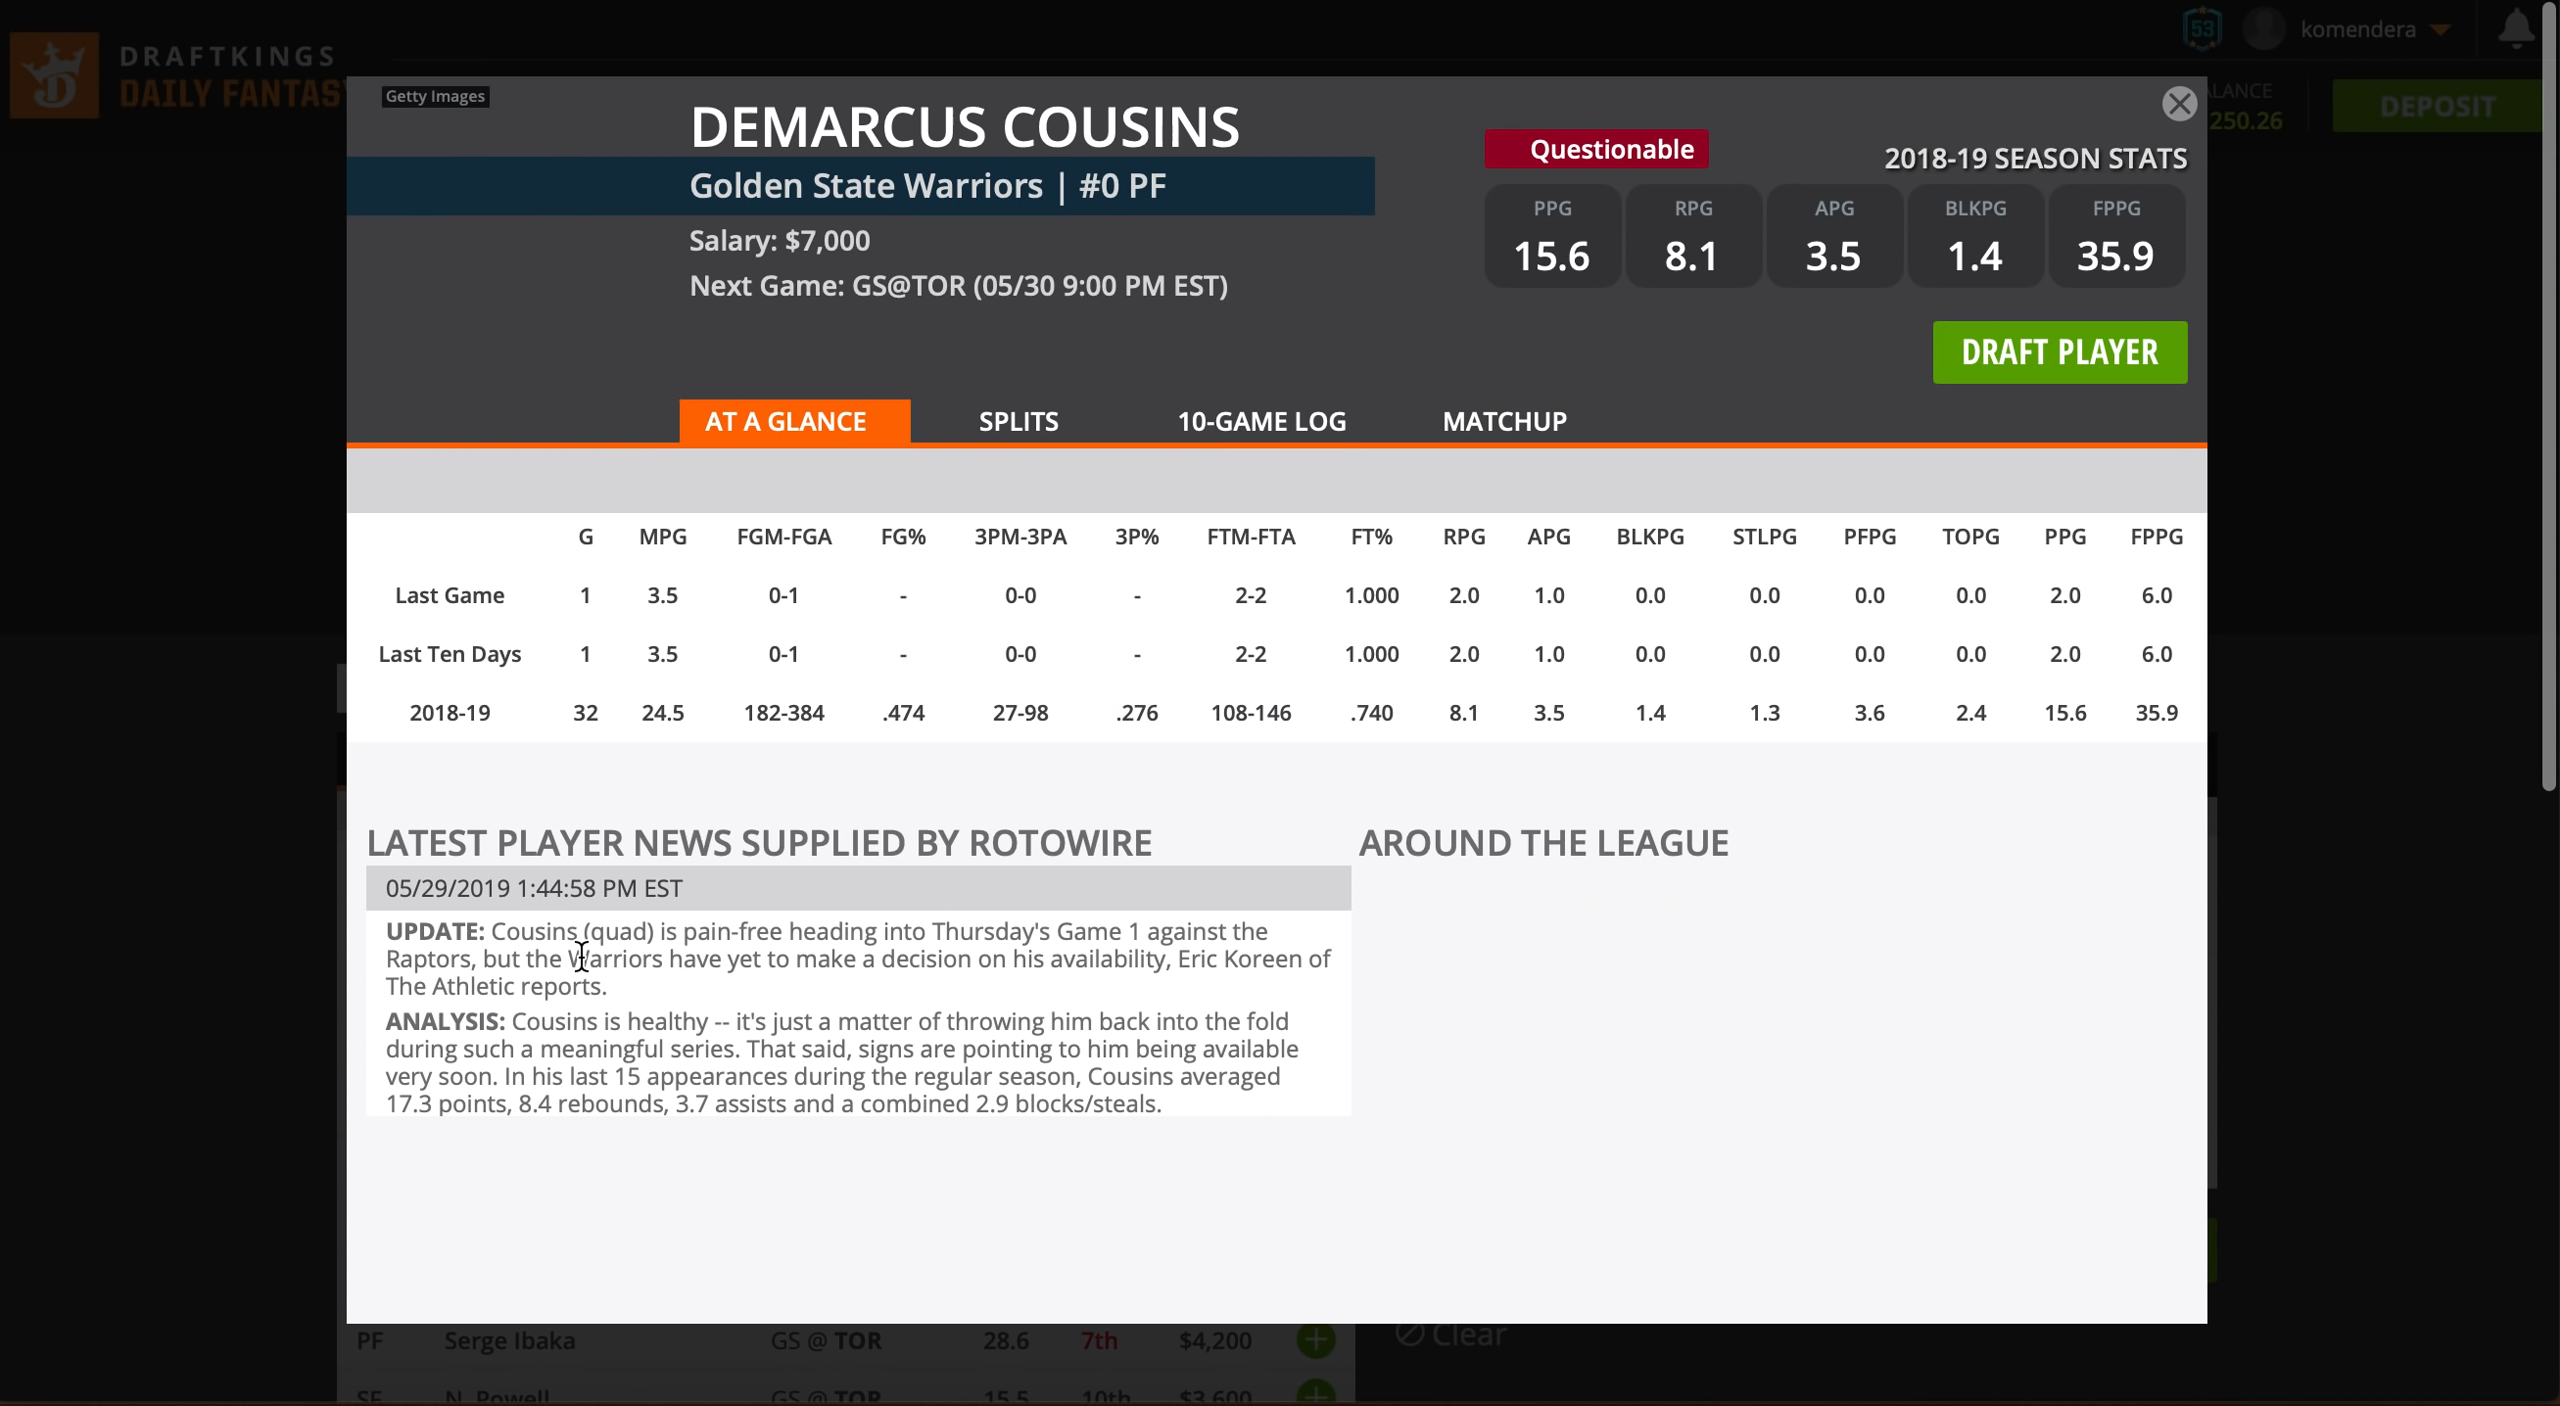 DRAFTKINGS
DAILY FANTAS
53
komendera
LANCE
250.26
DEPOSIT
Getty Images
DEMARCUS COUSINS
Golden State Warriors | #0 PF
Salary: $7,000
Next Game: GS@TOR (05/30 9:00 PM EST)
Questionable
2018-19 SEASON STATS
PPG RPG APG BLKPG FPPG
15.6 8.1 3.5 1.4 35.9
DRAFT PLAYER
AT A GLANCE SPLITS 10-GAME LOG MATCHUP
G MPG FGM-FGA FG% 3PM-3PA 3P% FTM-FTA FT% RPG APG BLKPG STLPG PFPG TOPG PPG FPPG
Last Game 1 3.5 0-1 - 0-0 - 2-2 1.000 2.0 1.0 0.0 0.0 0.0 0.0 2.0 6.0
Last Ten Days 1 3.5 0-1 - 0-0 - 2-2 1.000 2.0 1.0 0.0 0.0 0.0 0.0 2.0 6.0
2018-19 32 24.5 182-384 .474 27-98 .276 108-146 .740 8.1 3.5 1.4 1.3 3.6 2.4 15.6 35.9
LATEST PLAYER NEWS SUPPLIED BY ROTOWIRE
05/29/2019 1:44:58 PM EST
UPDATE: Cousins (quad) is pain-free heading into Thursday's Game 1 against the
Raptors, but the Warriors have yet to make a decision on his availability, Eric Koreen of
The Athletic reports.
ANALYSIS: Cousins is healthy -- it's just a matter of throwing him back into the fold
during such a meaningful series. That said, signs are pointing to him being available
very soon. In his last 15 appearances during the regular season, Cousins averaged
17.3 points, 8.4 rebounds, 3.7 assists and a combined 2.9 blocks/steals.
AROUND THE LEAGUE
PF Serge Ibaka GS @ TOR 28.6 7th $4,200
Clear
SF N. Powell GS @ TOR 15.5 10th $3,600